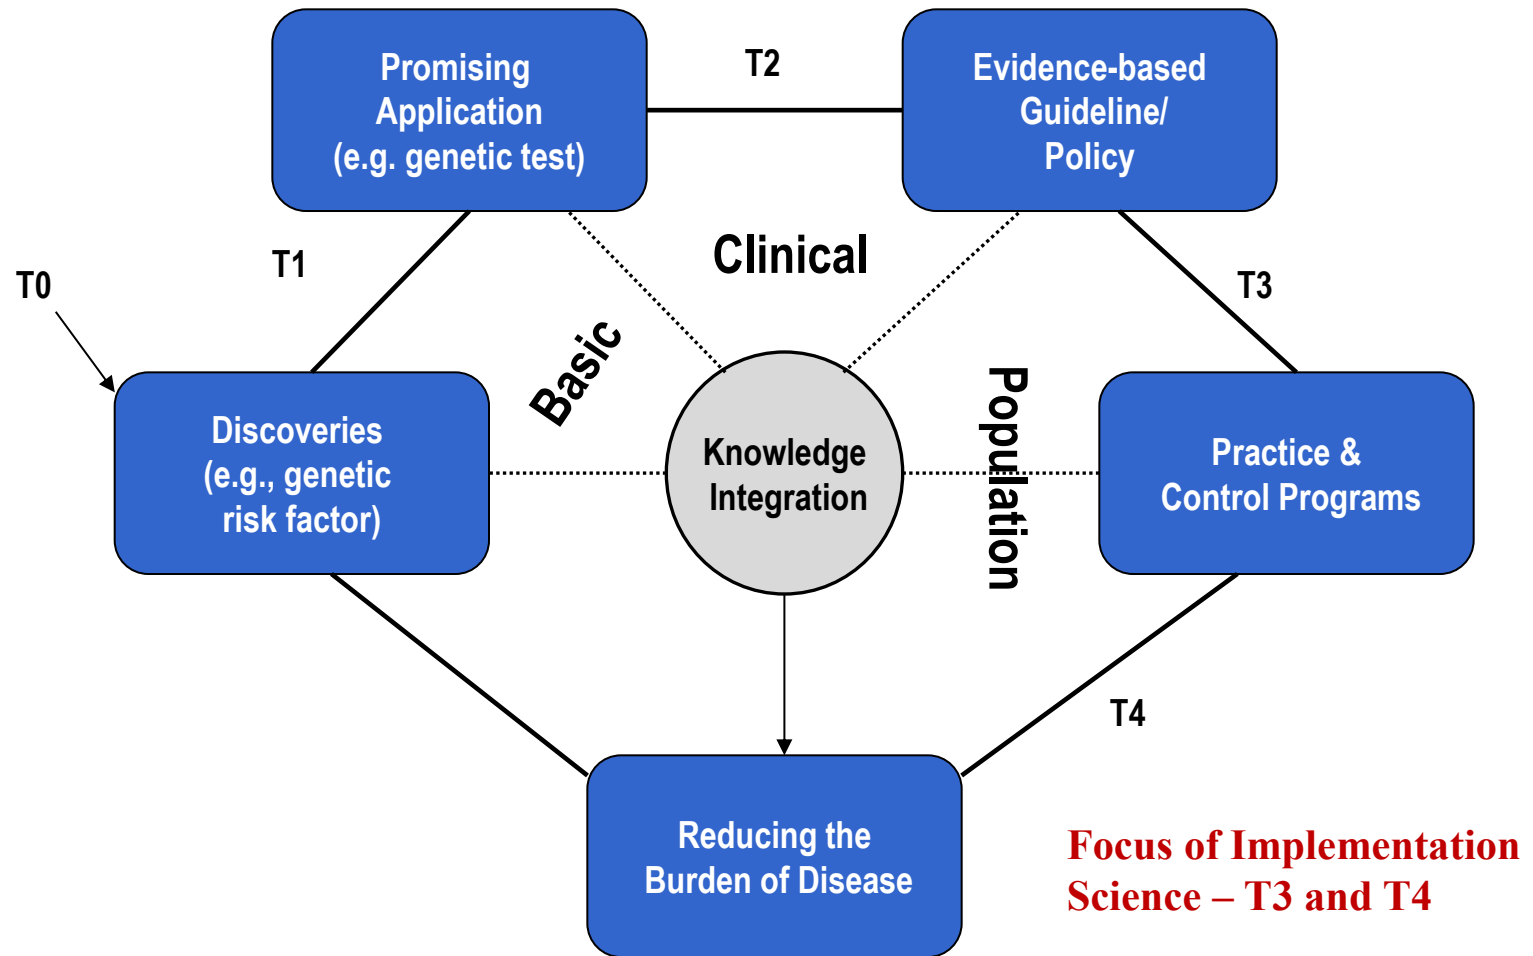 Promising
Application
(e.g. genetic test)
T2
Evidence-based
Guideline/
Policy
T1
Clinical
T3
T0
Basic
Population
Discoveries
(e.g., genetic
risk factor)
Knowledge
Integration
Practice &
Control Programs
T4
Reducing the
Burden of Disease
Focus of Implementation
Science – T3 and T4